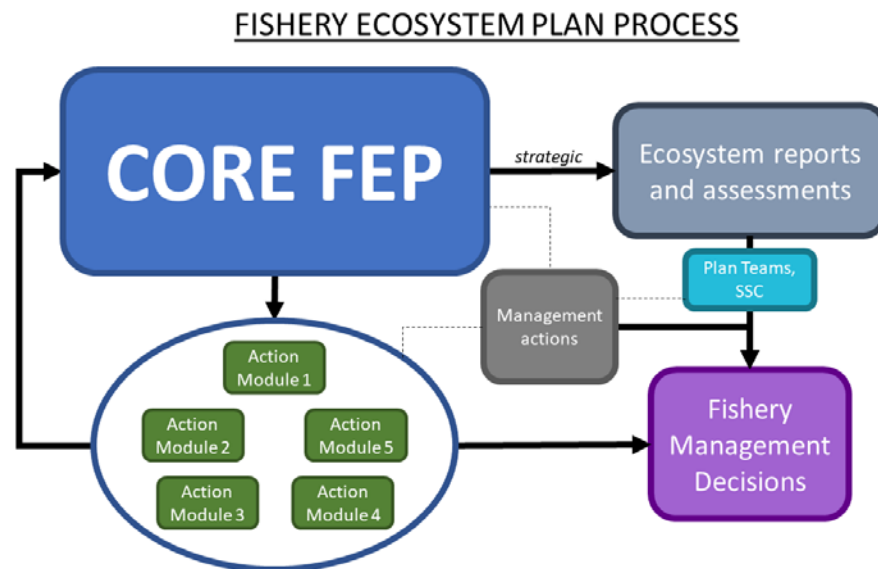 FISHERY ECOSYSTEM PLAN PROCESS
CORE FEP
strategic
Ecosystem reports
and assessments
Plan Teams,
SSC
Management
actions
Action
Module 1
Action
Module 2
Action
Module 5
Action
Module 3
Action
Module 4
Fishery
Management
Decisions